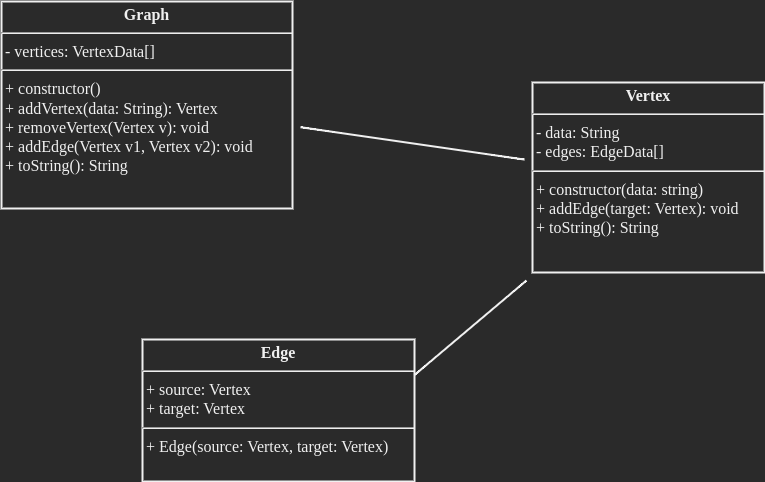 Graph
- vertices: VertexData[]
+ constructor()
+ addVertex(data: String): Vertex
+ removeVertex(Vertex v): void
+ addEdge(Vertex v1, Vertex v2): void
+ toString(): String
Vertex
- data: String
- edges: EdgeData[]
+ constructor(data: string)
+ addEdge(target: Vertex): void
+ toString(): String
Edge
+ source: Vertex
+ target: Vertex
+ Edge(source: Vertex, target: Vertex)